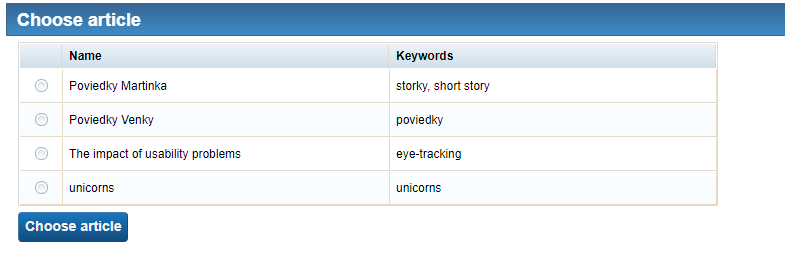 Choose article
Name Keywords
Poviedky Martinka storky, short story
Poviedky Venky poviedky
The impact of usability problems eye-tracking
unicorns unicorns
Choose article